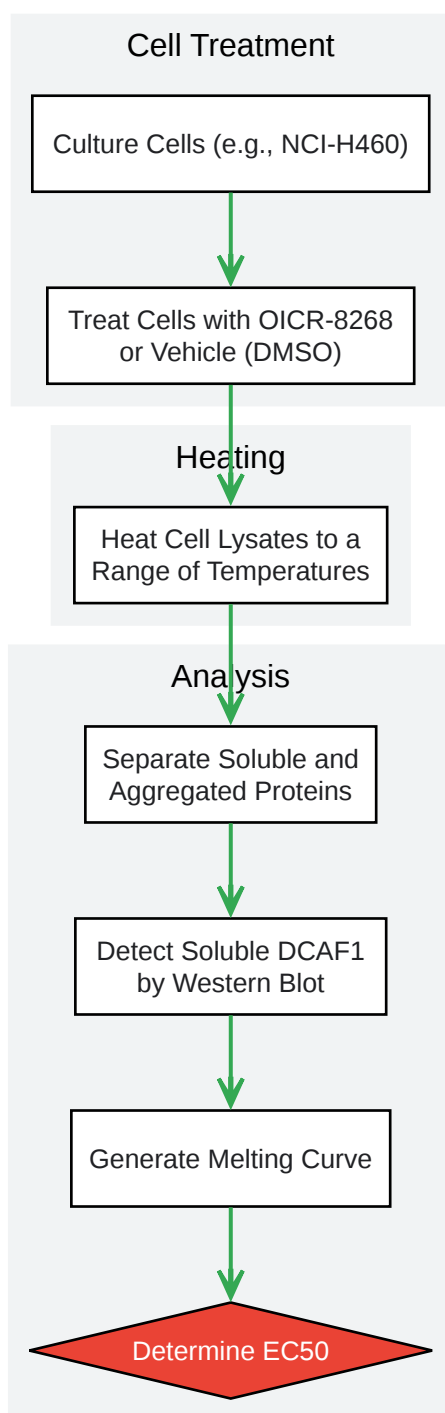 Cell Treatment
Culture Cells (e.g., NCI-H460)
Treat Cells with OICR-8268
or Vehicle (DMSO)
Heating
Heat Cell Lysates to a
Range of Temperatures
Analysis
Separate Soluble and
Aggregated Proteins
Detect Soluble DCAF1
by Western Blot
Generate Melting Curve
Determine EC50